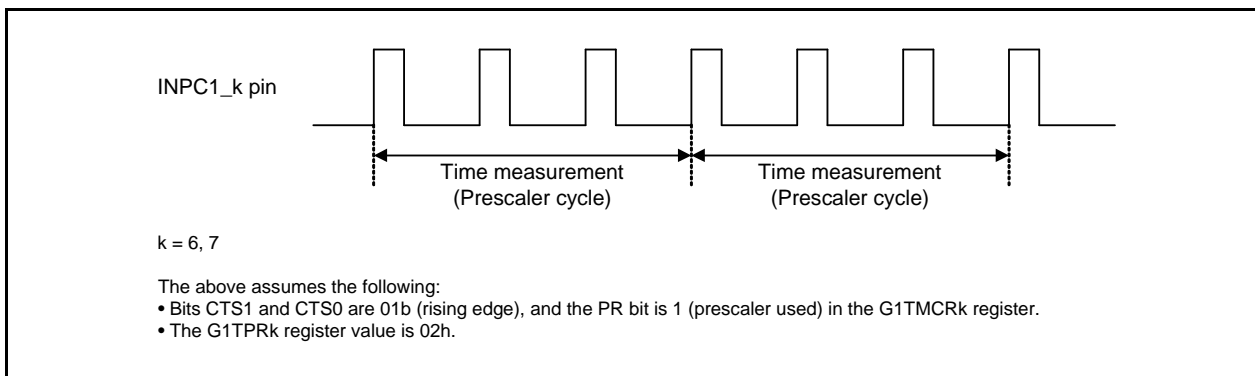 INPC1_k pin
Time measurement
(Prescaler cycle)
Time measurement
(Prescaler cycle)
k = 6, 7
The above assumes the following:
• Bits CTS1 and CTS0 are 01b (rising edge), and the PR bit is 1 (prescaler used) in the G1TMCRk register.
• The G1TPRk register value is 02h.